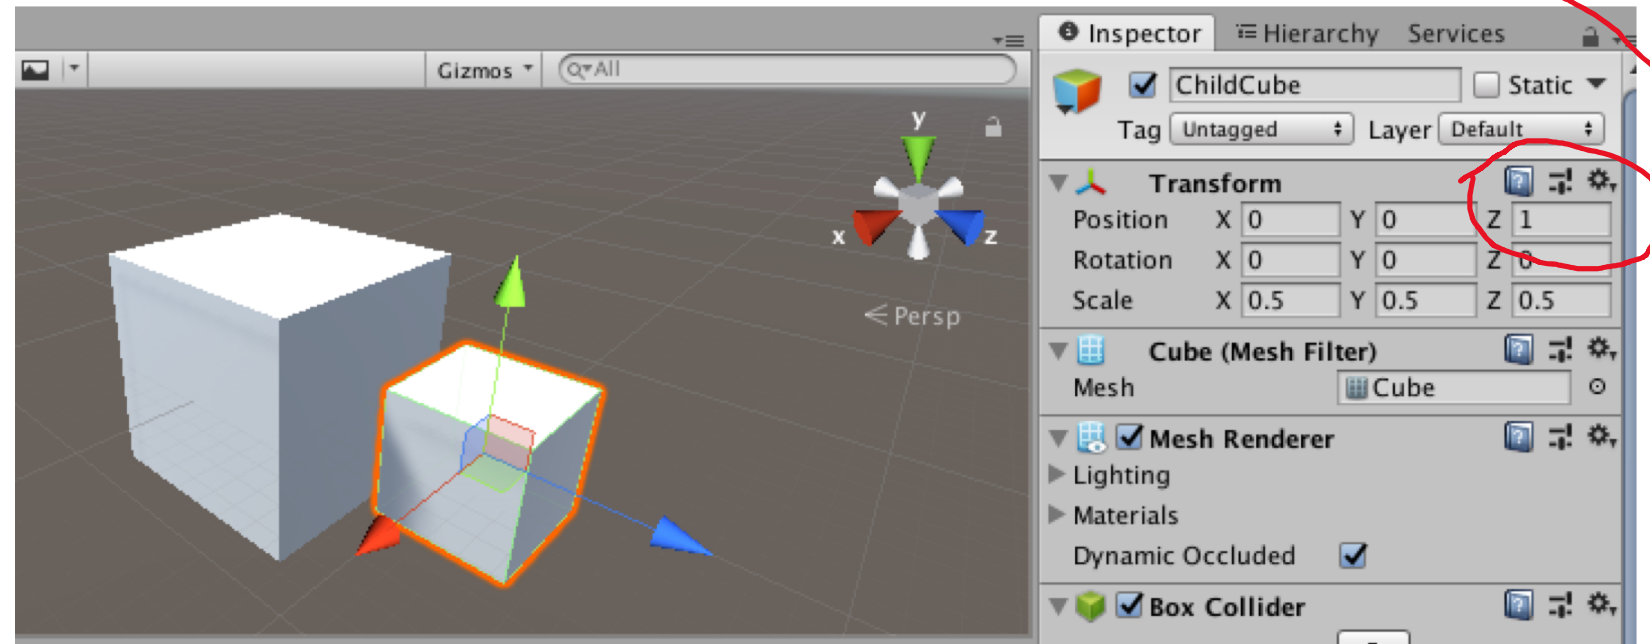 Inspector Hierarchy Services
Gizmos All
ChildCube Static
Tag Untagged Layer Default
y
x z
Persp
Transform
Position X 0 Y 0 Z 1
Rotation X 0 Y 0 Z 0
Scale X 0.5 Y 0.5 Z 0.5
Cube (Mesh Filter)
Mesh Cube
Mesh Renderer
Lighting
Materials
Dynamic Occluded
Box Collider